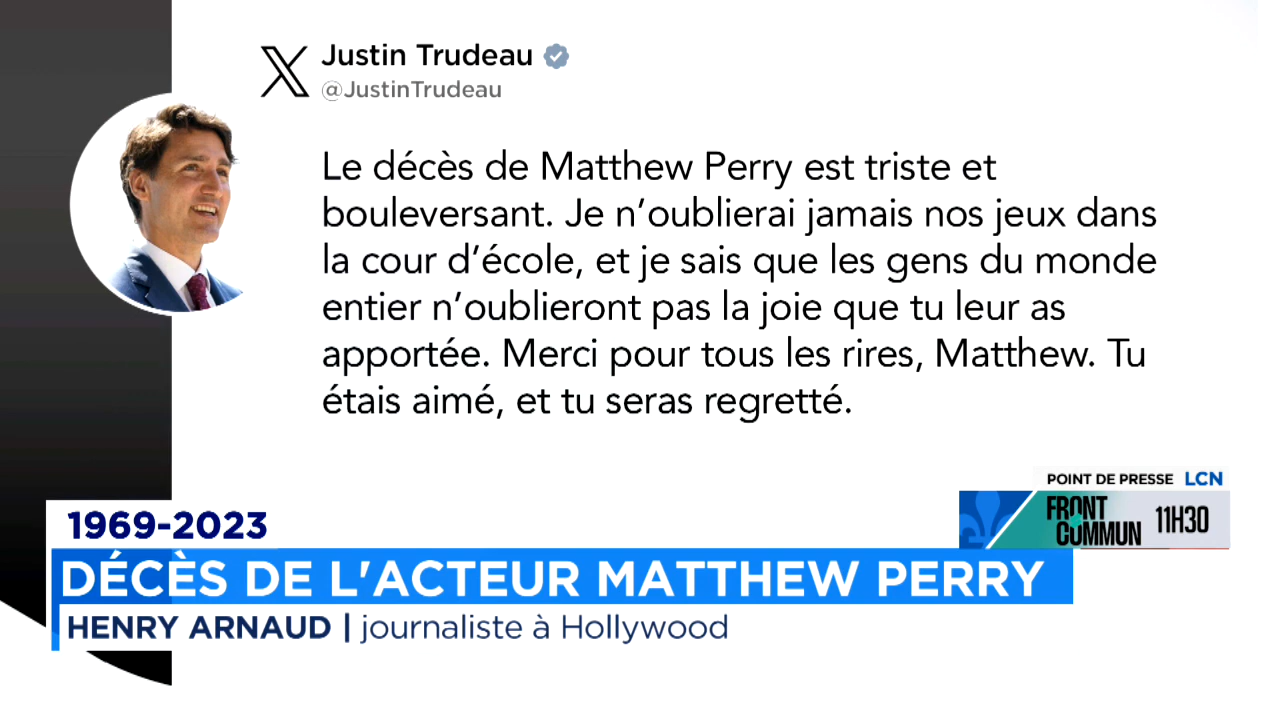 Justin Trudeau
@JustinTrudeau
Le décès de Matthew Perry est triste et
bouleversant. Je n’oublierai jamais nos jeux dans
la cour d’école, et je sais que les gens du monde
entier n’oublieront pas la joie que tu leur as
apportée. Merci pour tous les rires, Matthew. Tu
étais aimé, et tu seras regretté.
POINT DE PRESSE LCN
FRONT
COMMUN
11H30
1969-2023
DÉCÈS DE L'ACTEUR MATTHEW PERRY
HENRY ARNAUD | journaliste à Hollywood